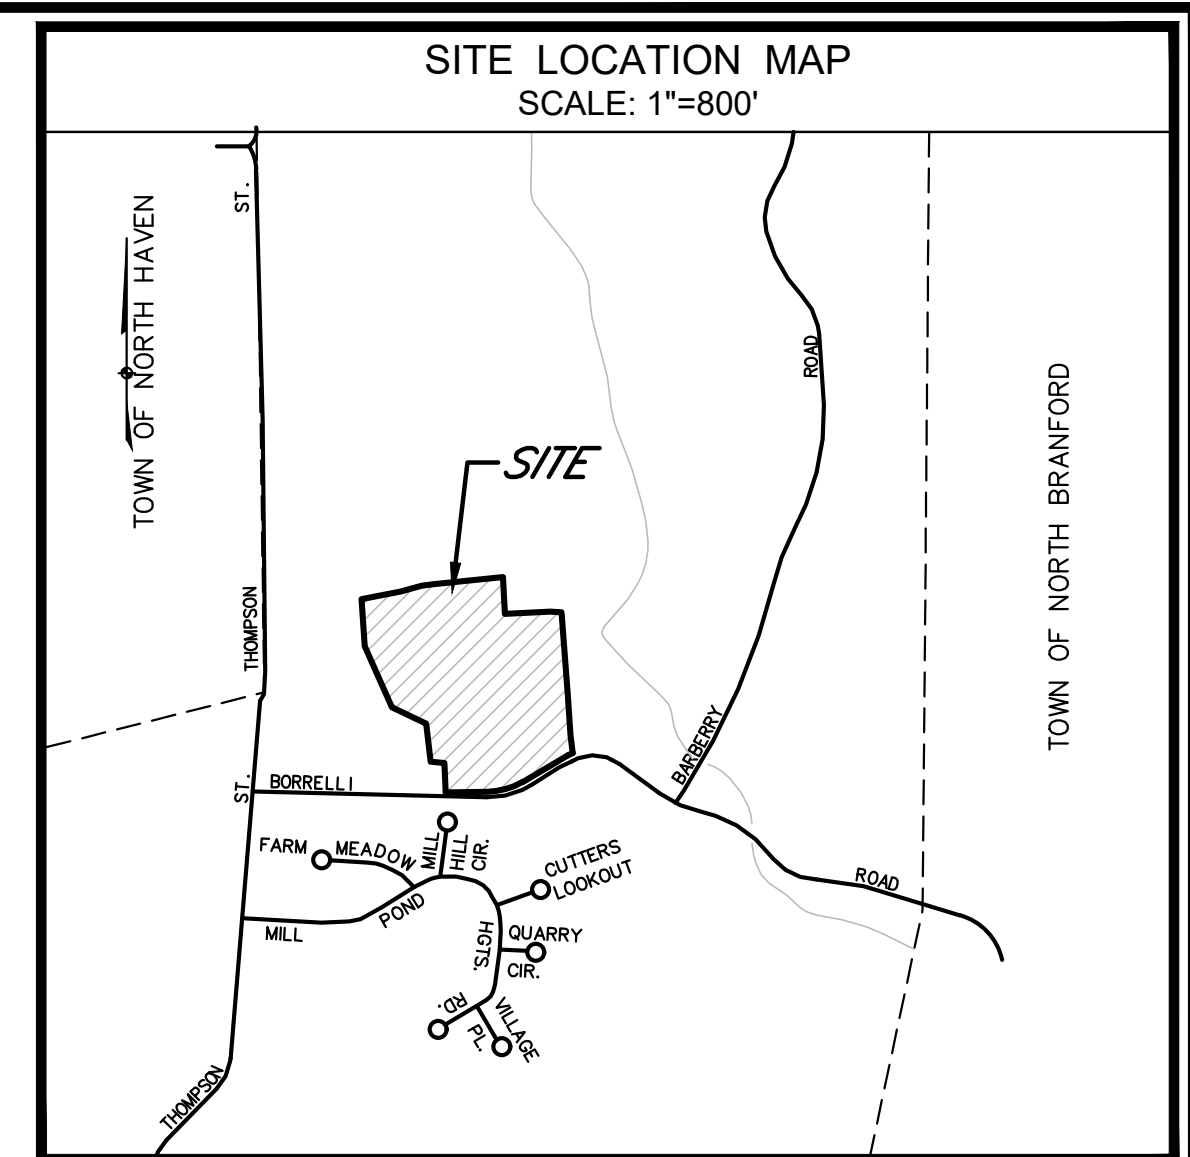 SITE LOCATION MAP
SCALE: 1"=800'
ST.
TOWN OF NORTH HAVEN
ROAD
TOWN OF NORTH BRANFORD
SITE
THOMPSON
BARBERRY
ST.
BORRELLI
FARM
MEADOW
MILL
HILL
CIR.
CUTTERS
LOOKOUT
ROAD
MILL
POND
HGTS.
QUARRY
CIR.
RD.
VILLAGE
PL.
THOMPSON